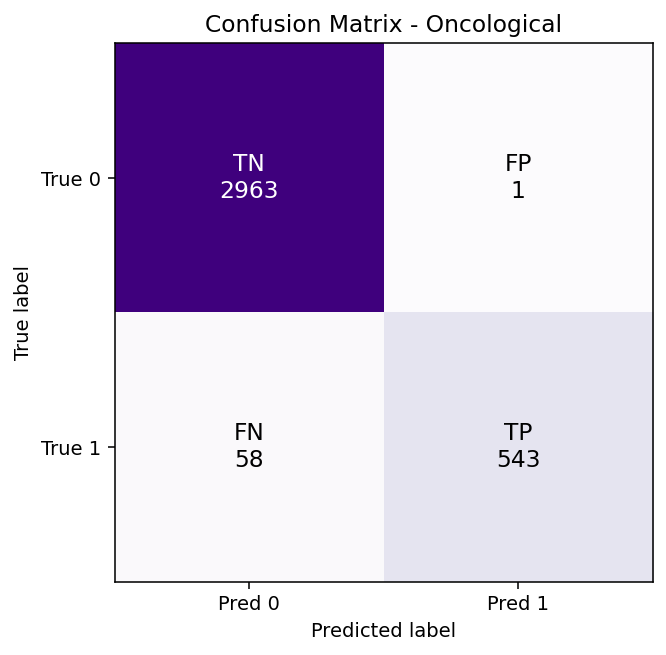 Confusion Matrix - Oncological
True label
True 0
TN
2963
FP
1
True 1
FN
58
TP
543
Pred 0
Pred 1
Predicted label